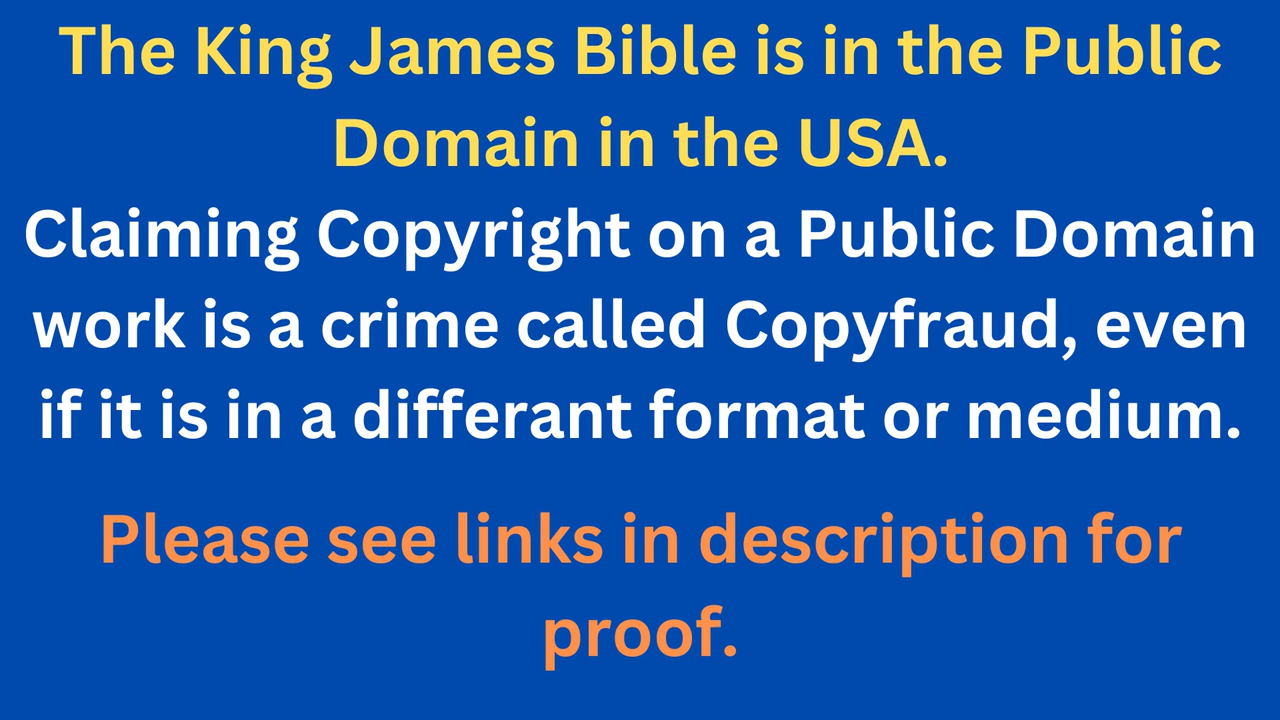 The King James Bible is in the Public
Domain in the USA.
Claiming Copyright on a Public Domain
work is a crime called Copyfraud, even
if it is in a differant format or medium.
Please see links in description for
proof.